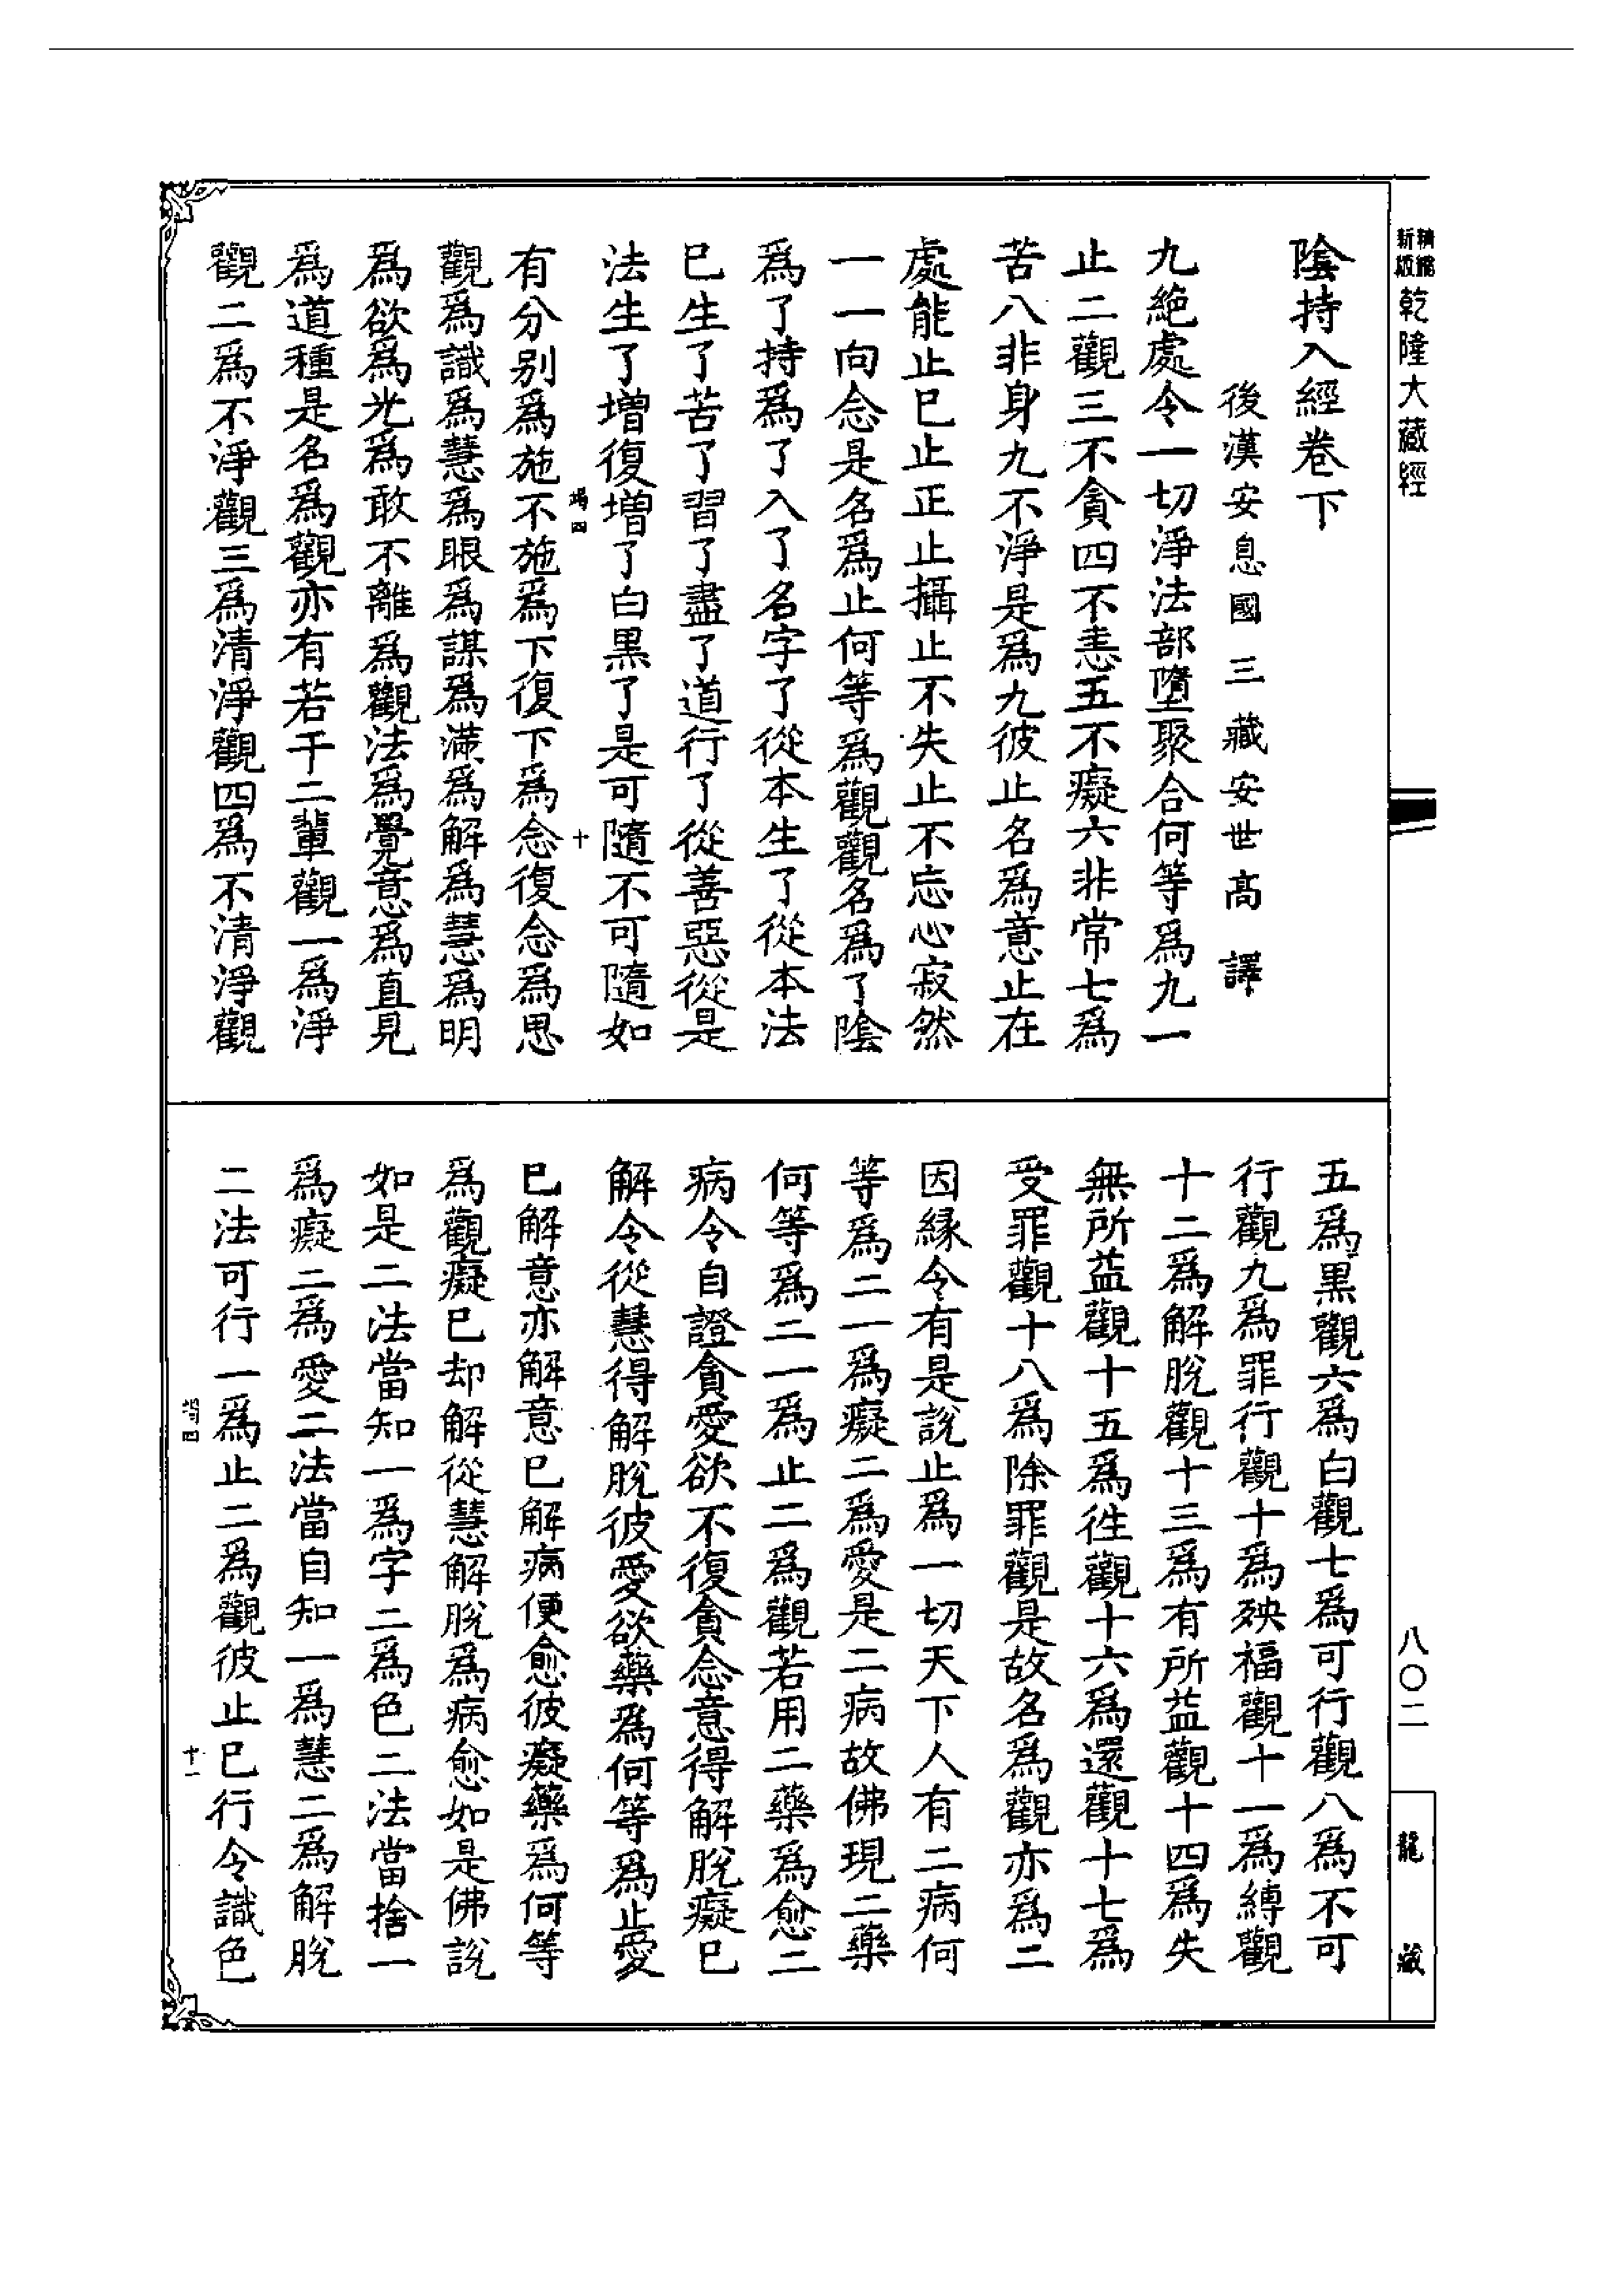 精縮新版乾隆大藏經
陰持入經卷下
後漢安息國三藏安世高譯
九絶處令一切淨法部墮聚合何等爲九一
止二觀三不貪四不恚五不癡六非常七爲
苦八非身九不淨是爲九彼止名爲意止在
處能止已止正止攝止不失止不忘心寂然
一一向念是名爲止何等爲觀觀名爲了陰
爲了持爲了入了名字了從本生了從本法
已生了苦了習了盡了道行了從善惡從是
法生了增復增了白黑了是可隨不可隨如
十
有分别爲施不施爲下復下爲念復念爲思
觀爲識爲慧爲眼爲謀爲滿爲解爲慧爲明
爲欲爲光爲敢不離爲觀法爲覺意爲直見
爲道種是名爲觀亦有若干二輩觀一爲淨
觀二爲不淨觀三爲清淨觀四爲不清淨觀
五爲黑觀六爲白觀七爲可行觀八爲不可
行觀九爲罪行觀十爲殃福觀十一爲縛觀
十二爲解脫觀十三爲有所益觀十四爲失
無所益觀十五爲徃觀十六爲還觀十七爲
受罪觀十八爲除罪觀是故名爲觀亦爲二
因緣令有是說止爲一切天下人有二病何
等爲二一爲癡二爲愛是二病故佛現二藥
何等爲二一爲止二爲觀若用二藥爲愈二
病令自證貪愛欲不復貪念意得解脫癡已
解令從慧得解脫彼愛欲藥爲何等爲止愛
已解意亦解意已解病便愈彼癡藥爲何等
爲觀癡已却解從慧解脫爲病愈如是佛說
如是二法當知一爲字二爲色二法當捨一
爲癡二爲愛二法當自知一爲慧二爲解脫
二法可行一爲止二爲觀彼止已行令識色
十一
八〇二
龍藏